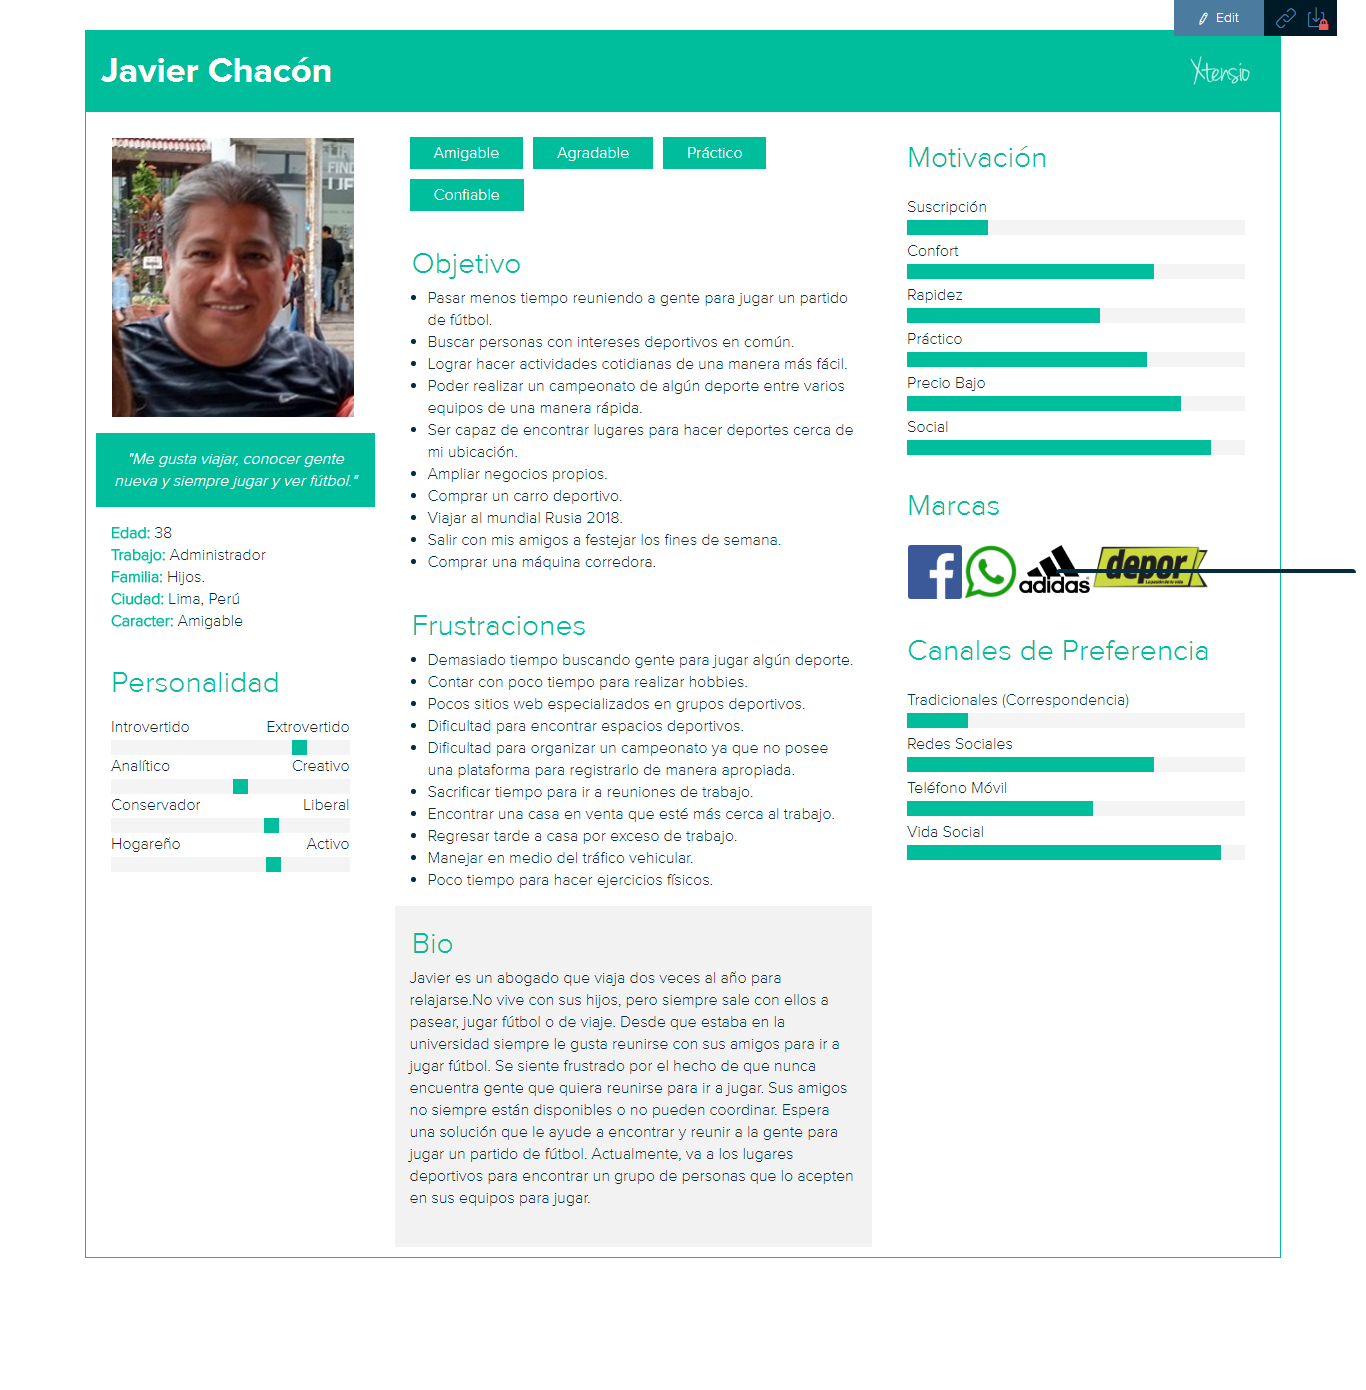 Edit
Javier Chacón
Xtensio
FIND
"Me gusta viajar, conocer gente
nueva y siempre jugar y ver fútbol."
Edad: 38
Trabajo: Administrador
Familia: Hijos.
Ciudad: Lima, Perú
Caracter: Amigable
Personalidad
Introvertido Extrovertido
Analítico Creativo
Conservador Liberal
Hogareño Activo
Amigable Agradable Práctico
Confiable
Objetivo
• Pasar menos tiempo reuniendo a gente para jugar un partido
de fútbol.
• Buscar personas con intereses deportivos en común.
• Lograr hacer actividades cotidianas de una manera más fácil.
• Poder realizar un campeonato de algún deporte entre varios
equipos de una manera rápida.
• Ser capaz de encontrar lugares para hacer deportes cerca de
mi ubicación.
• Ampliar negocios propios.
• Comprar un carro deportivo.
• Viajar al mundial Rusia 2018.
• Salir con mis amigos a festejar los fines de semana.
• Comprar una máquina corredora.
Frustraciones
• Demasiado tiempo buscando gente para jugar algún deporte.
• Contar con poco tiempo para realizar hobbies.
• Pocos sitios web especializados en grupos deportivos.
• Dificultad para encontrar espacios deportivos.
• Dificultad para organizar un campeonato ya que no posee
una plataforma para registrarlo de manera apropiada.
• Sacrificar tiempo para ir a reuniones de trabajo.
• Encontrar una casa en venta que esté más cerca al trabajo.
• Regresar tarde a casa por exceso de trabajo.
• Manejar en medio del tráfico vehicular.
• Poco tiempo para hacer ejercicios físicos.
Bio
Javier es un abogado que viaja dos veces al año para
relajarse.No vive con sus hijos, pero siempre sale con ellos a
pasear, jugar fútbol o de viaje. Desde que estaba en la
universidad siempre le gusta reunirse con sus amigos para ir a
jugar fútbol. Se siente frustrado por el hecho de que nunca
encuentra gente que quiera reunirse para ir a jugar. Sus amigos
no siempre están disponibles o no pueden coordinar. Espera
una solución que le ayude a encontrar y reunir a la gente para
jugar un partido de fútbol. Actualmente, va a los lugares
deportivos para encontrar un grupo de personas que lo acepten
en sus equipos para jugar.
Motivación
Suscripción
Confort
Rapidez
Práctico
Precio Bajo
Social
Marcas
f
adidas
depor
La pasión de tu vida
Canales de Preferencia
Tradicionales (Correspondencia)
Redes Sociales
Teléfono Móvil
Vida Social